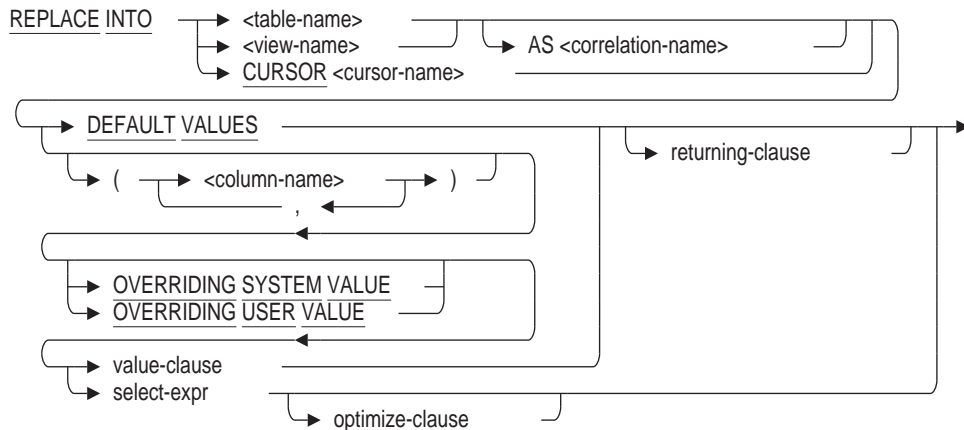 REPLACE INTO <table-name>
<view-name> AS <correlation-name>
CURSOR <cursor-name>
DEFAULT VALUES
returning-clause
( <column-name> )
,
OVERRIDING SYSTEM VALUE
OVERRIDING USER VALUE
value-clause
select-expr
optimize-clause